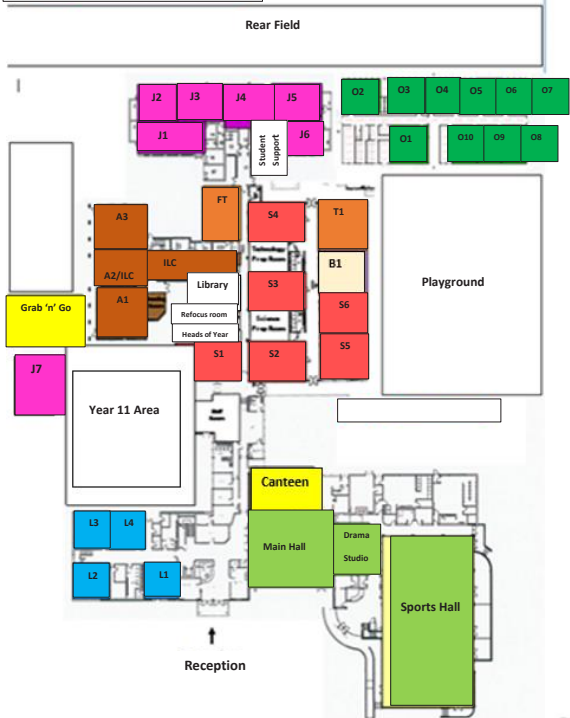 Rear Field
J2
J3
J4
J5
O2
O3
O4
O5
O6
O7
J1
Student
Support
J6
O1
O10
O9
O8
FT
S4
T1
A3
Technology
Prep Room
ILC
A2/ILC
B1
Library
S3
Playground
A1
Grab 'n' Go
Refocus room
S6
Science
Prep Room
Heads of Year
S1
S2
S5
J7
Year 11 Area
Staff
Room
Canteen
L3
L4
Main Hall
Drama
Studio
L2
L1
Sports Hall
Reception